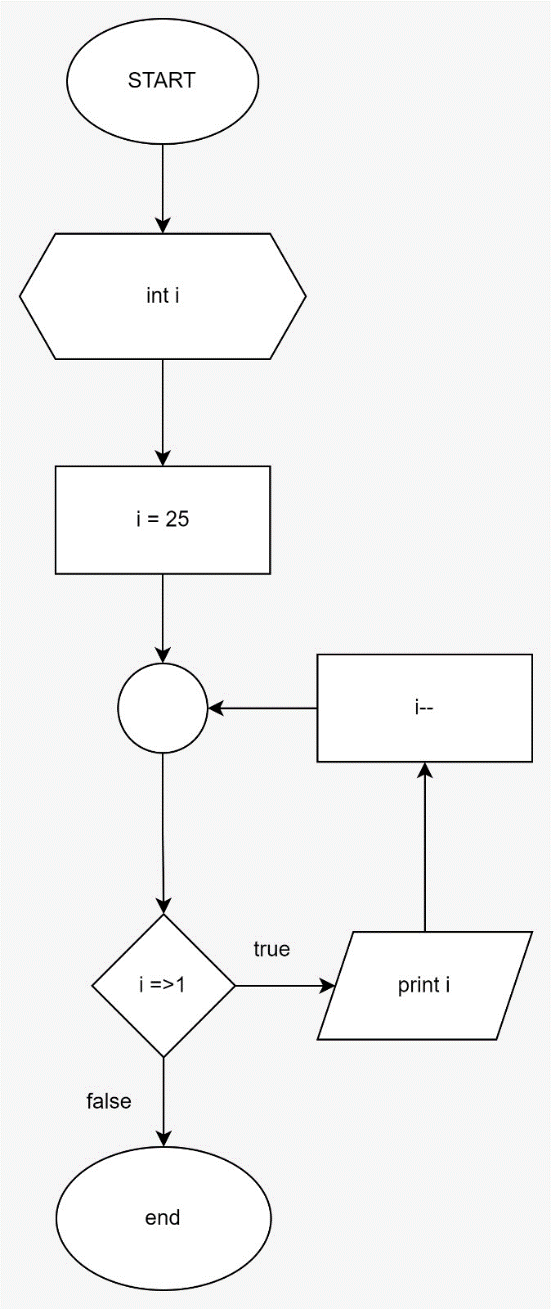 START
int i
i = 25
i--
i =>1
true
print i
false
end